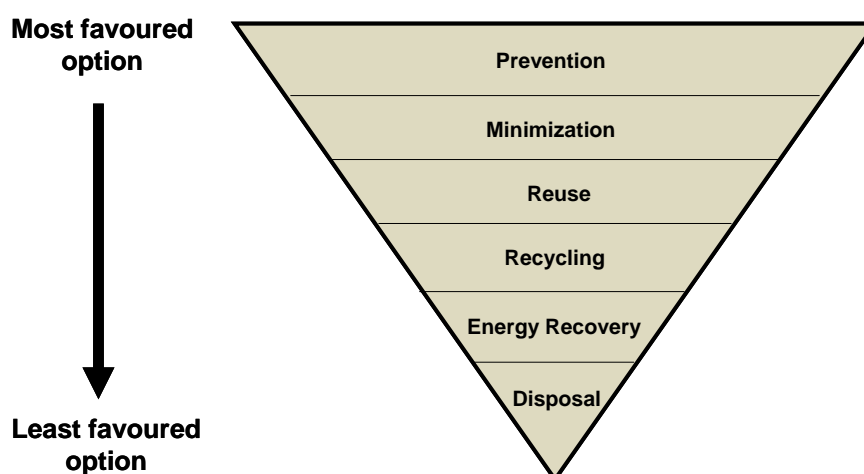 Most favoured
option
Prevention
Minimization
Reuse
Recycling
Energy Recovery
Disposal
Least favoured
option